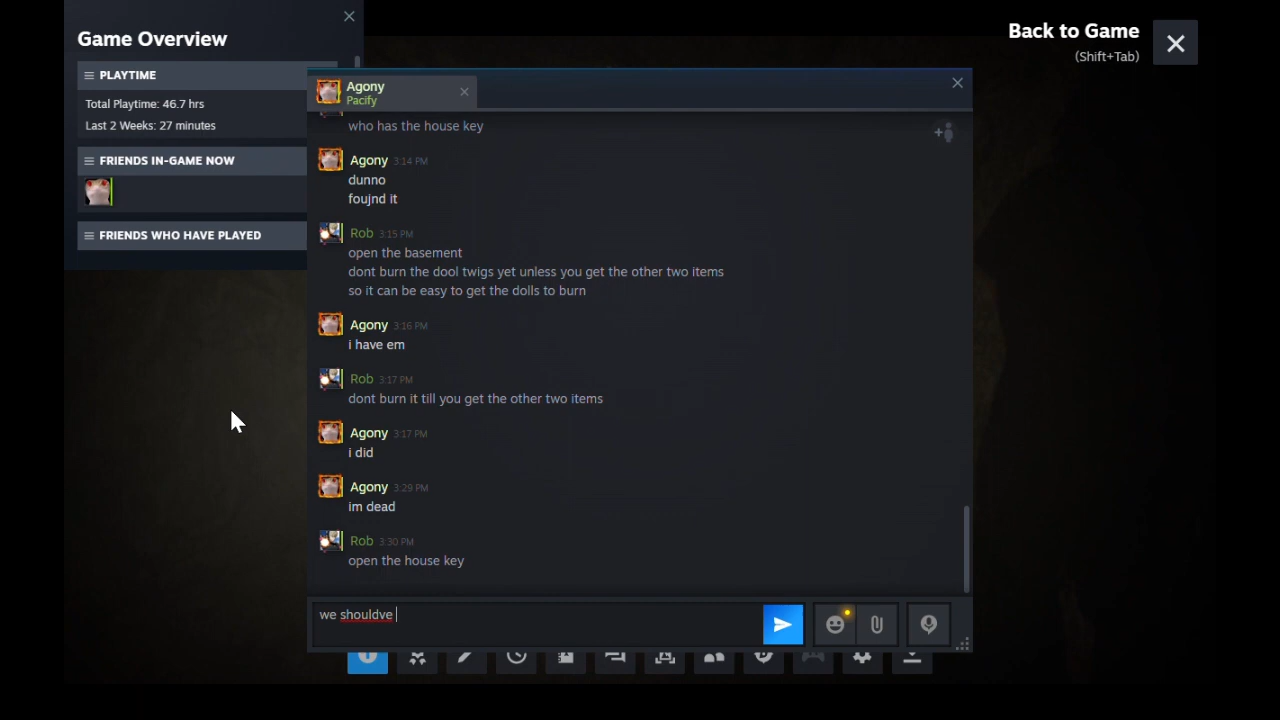 Game Overview
PLAYTIME
Total Playtime: 46.7 hrs
Last 2 Weeks: 27 minutes
FRIENDS IN-GAME NOW
FRIENDS WHO HAVE PLAYED
Back to Game
(Shift+Tab)
Agony
Pacify
who has the house key
Agony 3:14 PM
dunno
foujnd it
Rob 3:15 PM
open the basement
dont burn the dool twigs yet unless you get the other two items
so it can be easy to get the dolls to burn
Agony 3:16 PM
i have em
Rob 3:17 PM
dont burn it till you get the other two items
Agony 3:17 PM
i did
Agony 3:29 PM
im dead
Rob 3:30 PM
open the house key
we shouldve